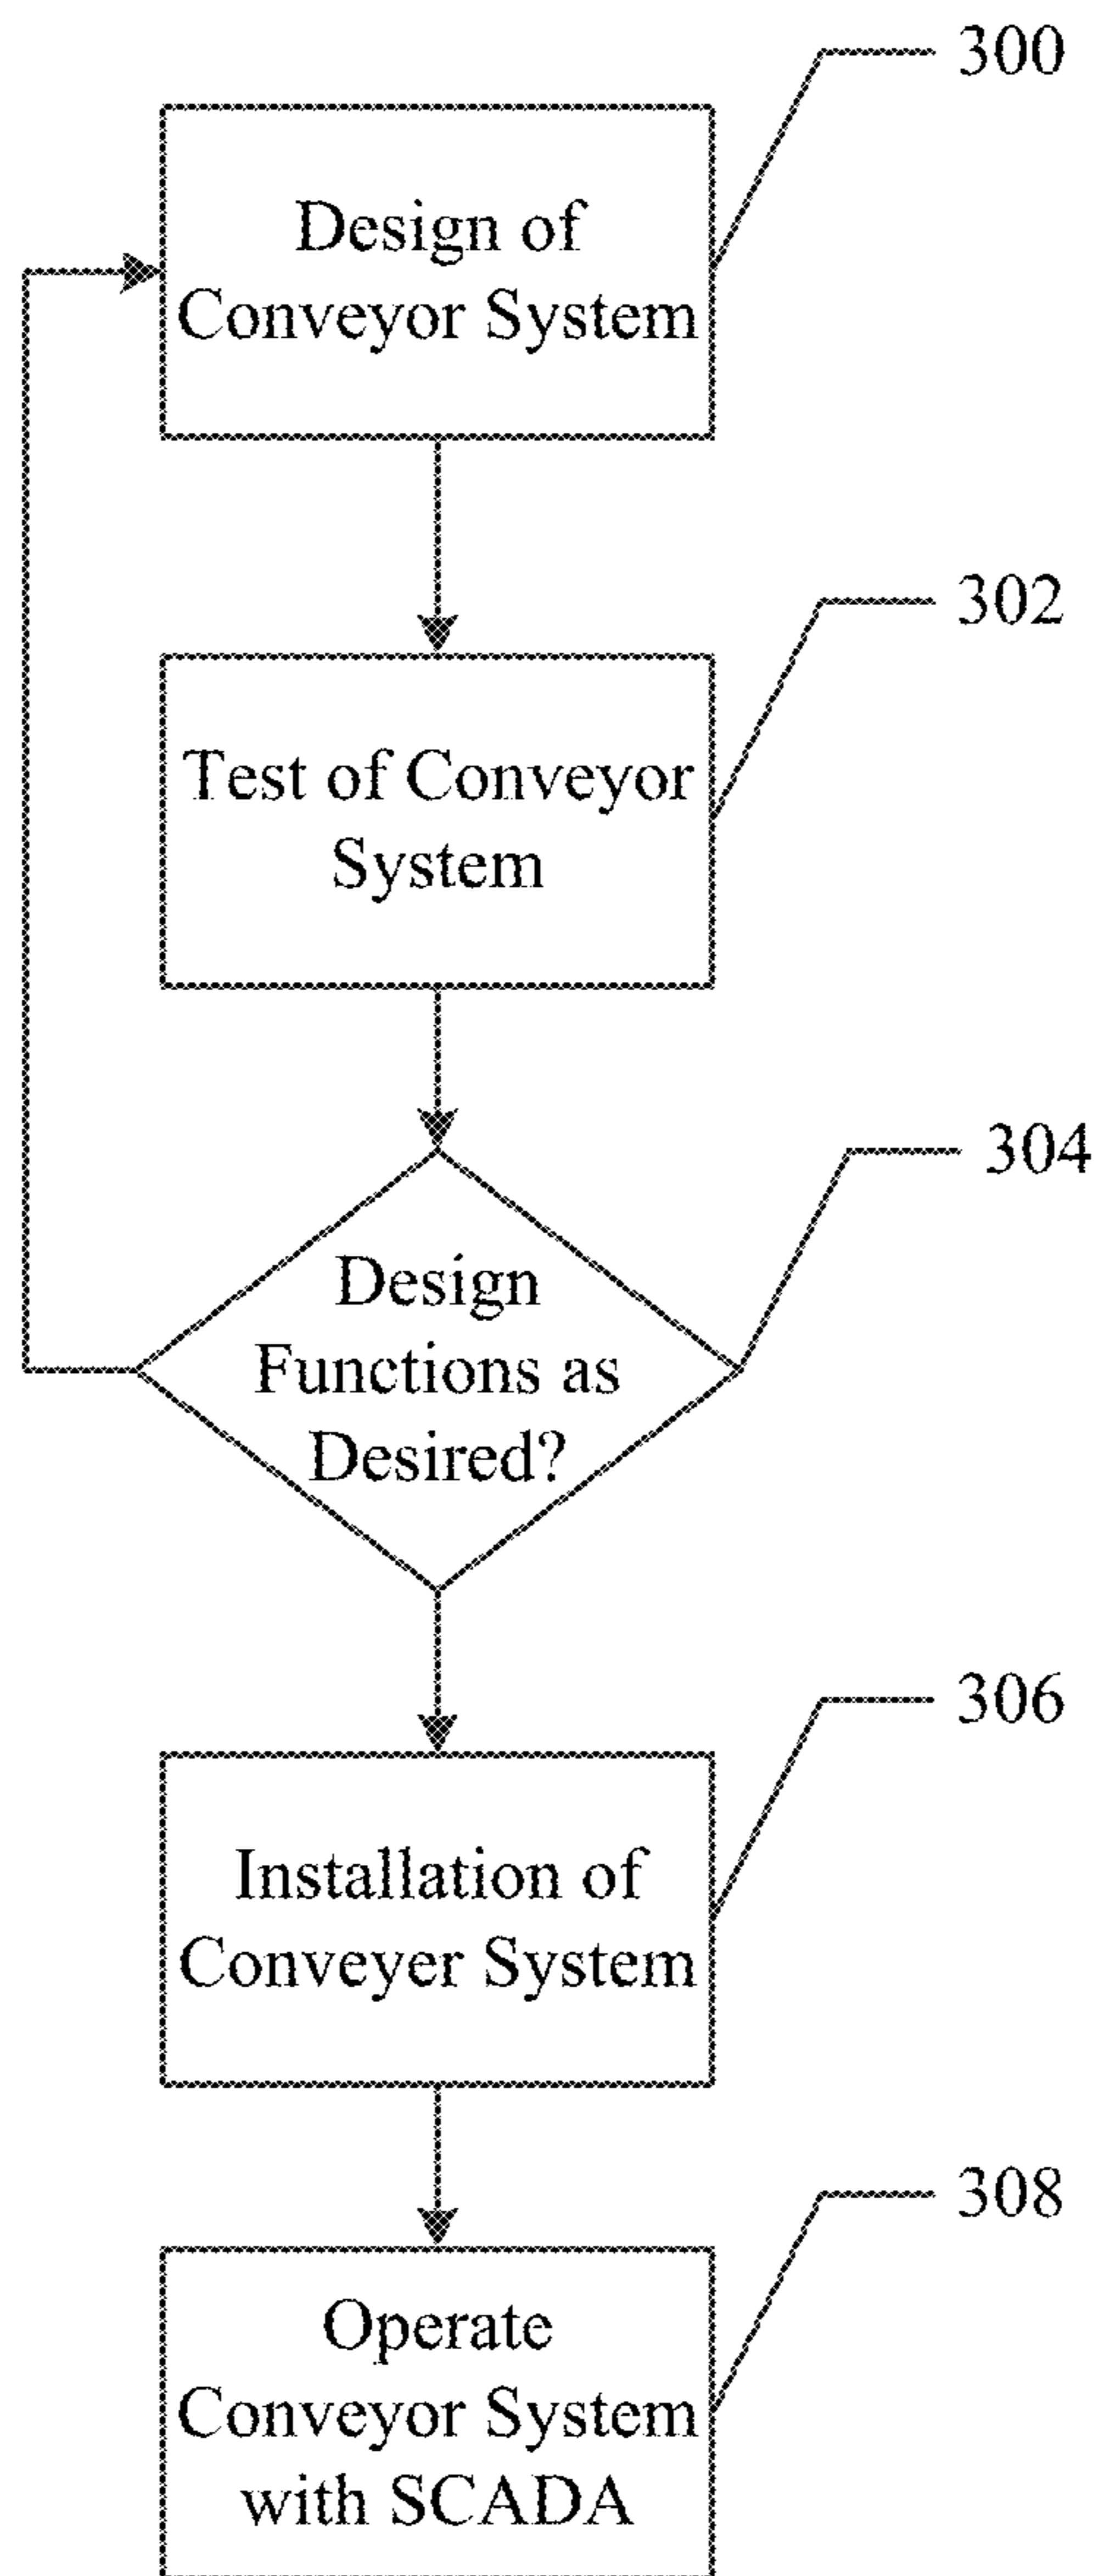 300
Design of
Conveyor System
302
Test of Conveyor
System
304
Design
Functions as
Desired?
306
Installation of
Conveyer System
308
Operate
Conveyor System
with SCADA